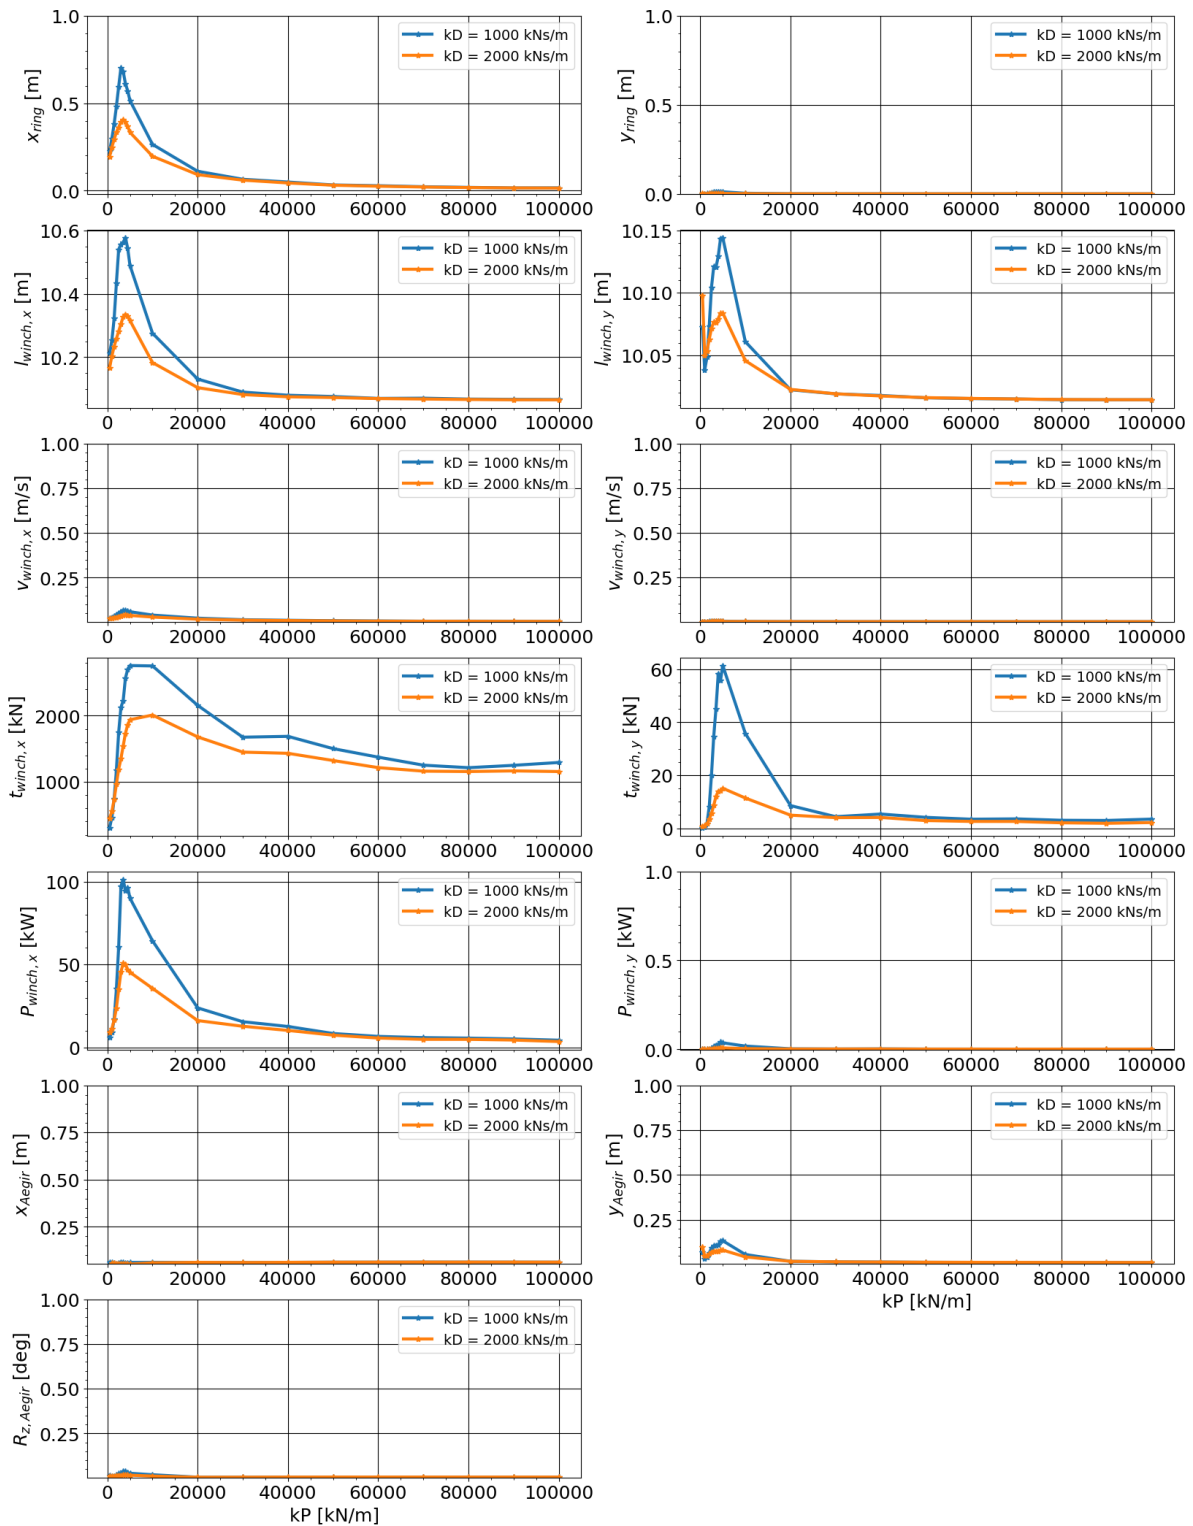 1.0
0.5
0.0
x_ring [m]
kD = 1000 kNs/m
kD = 2000 kNs/m
0 20000 40000 60000 80000 100000
1.0
0.5
0.0
y_ring [m]
kD = 1000 kNs/m
kD = 2000 kNs/m
0 20000 40000 60000 80000 100000
10.6
10.4
10.2
l_winch,x [m]
kD = 1000 kNs/m
kD = 2000 kNs/m
0 20000 40000 60000 80000 100000
10.15
10.10
10.05
l_winch,y [m]
kD = 1000 kNs/m
kD = 2000 kNs/m
0 20000 40000 60000 80000 100000
1.00
0.75
0.50
0.25
v_winch,x [m/s]
kD = 1000 kNs/m
kD = 2000 kNs/m
0 20000 40000 60000 80000 100000
1.00
0.75
0.50
0.25
v_winch,y [m/s]
kD = 1000 kNs/m
kD = 2000 kNs/m
0 20000 40000 60000 80000 100000
2000
1000
t_winch,x [kN]
kD = 1000 kNs/m
kD = 2000 kNs/m
0 20000 40000 60000 80000 100000
60
40
20
0
t_winch,y [kN]
kD = 1000 kNs/m
kD = 2000 kNs/m
0 20000 40000 60000 80000 100000
100
50
0
P_winch,x [kW]
kD = 1000 kNs/m
kD = 2000 kNs/m
0 20000 40000 60000 80000 100000
1.0
0.5
0.0
P_winch,y [kW]
kD = 1000 kNs/m
kD = 2000 kNs/m
0 20000 40000 60000 80000 100000
1.00
0.75
0.50
0.25
x_Aegir [m]
kD = 1000 kNs/m
kD = 2000 kNs/m
0 20000 40000 60000 80000 100000
1.00
0.75
0.50
0.25
y_Aegir [m]
kD = 1000 kNs/m
kD = 2000 kNs/m
0 20000 40000 60000 80000 100000
kP [kN/m]
1.00
0.75
0.50
0.25
R_z,Aegir [deg]
kD = 1000 kNs/m
kD = 2000 kNs/m
0 20000 40000 60000 80000 100000
kP [kN/m]